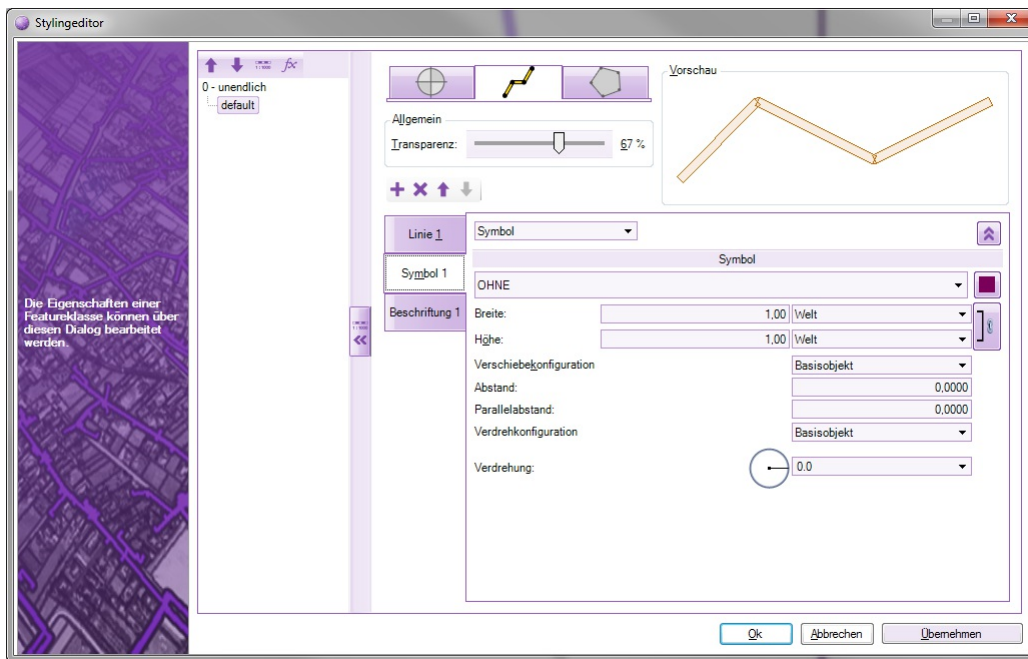 Stylingeditor
Die Eigenschaften einer
Featureklasse können über
diesen Dialog bearbeitet
werden.
fx
0 - unendlich
default
Allgemein
Transparenz:
67 %
Vorschau
Linie 1
Symbol 1
Beschriftung 1
Symbol
Symbol
OHNE
Breite:
1,00 Welt
Höhe:
1,00 Welt
Verschiebekonfiguration
Basisobjekt
Abstand:
0,0000
Parallelabstand:
0,0000
Verdrehkonfiguration
Basisobjekt
Verdrehung:
0.0
Ok
Abbrechen
Übernehmen